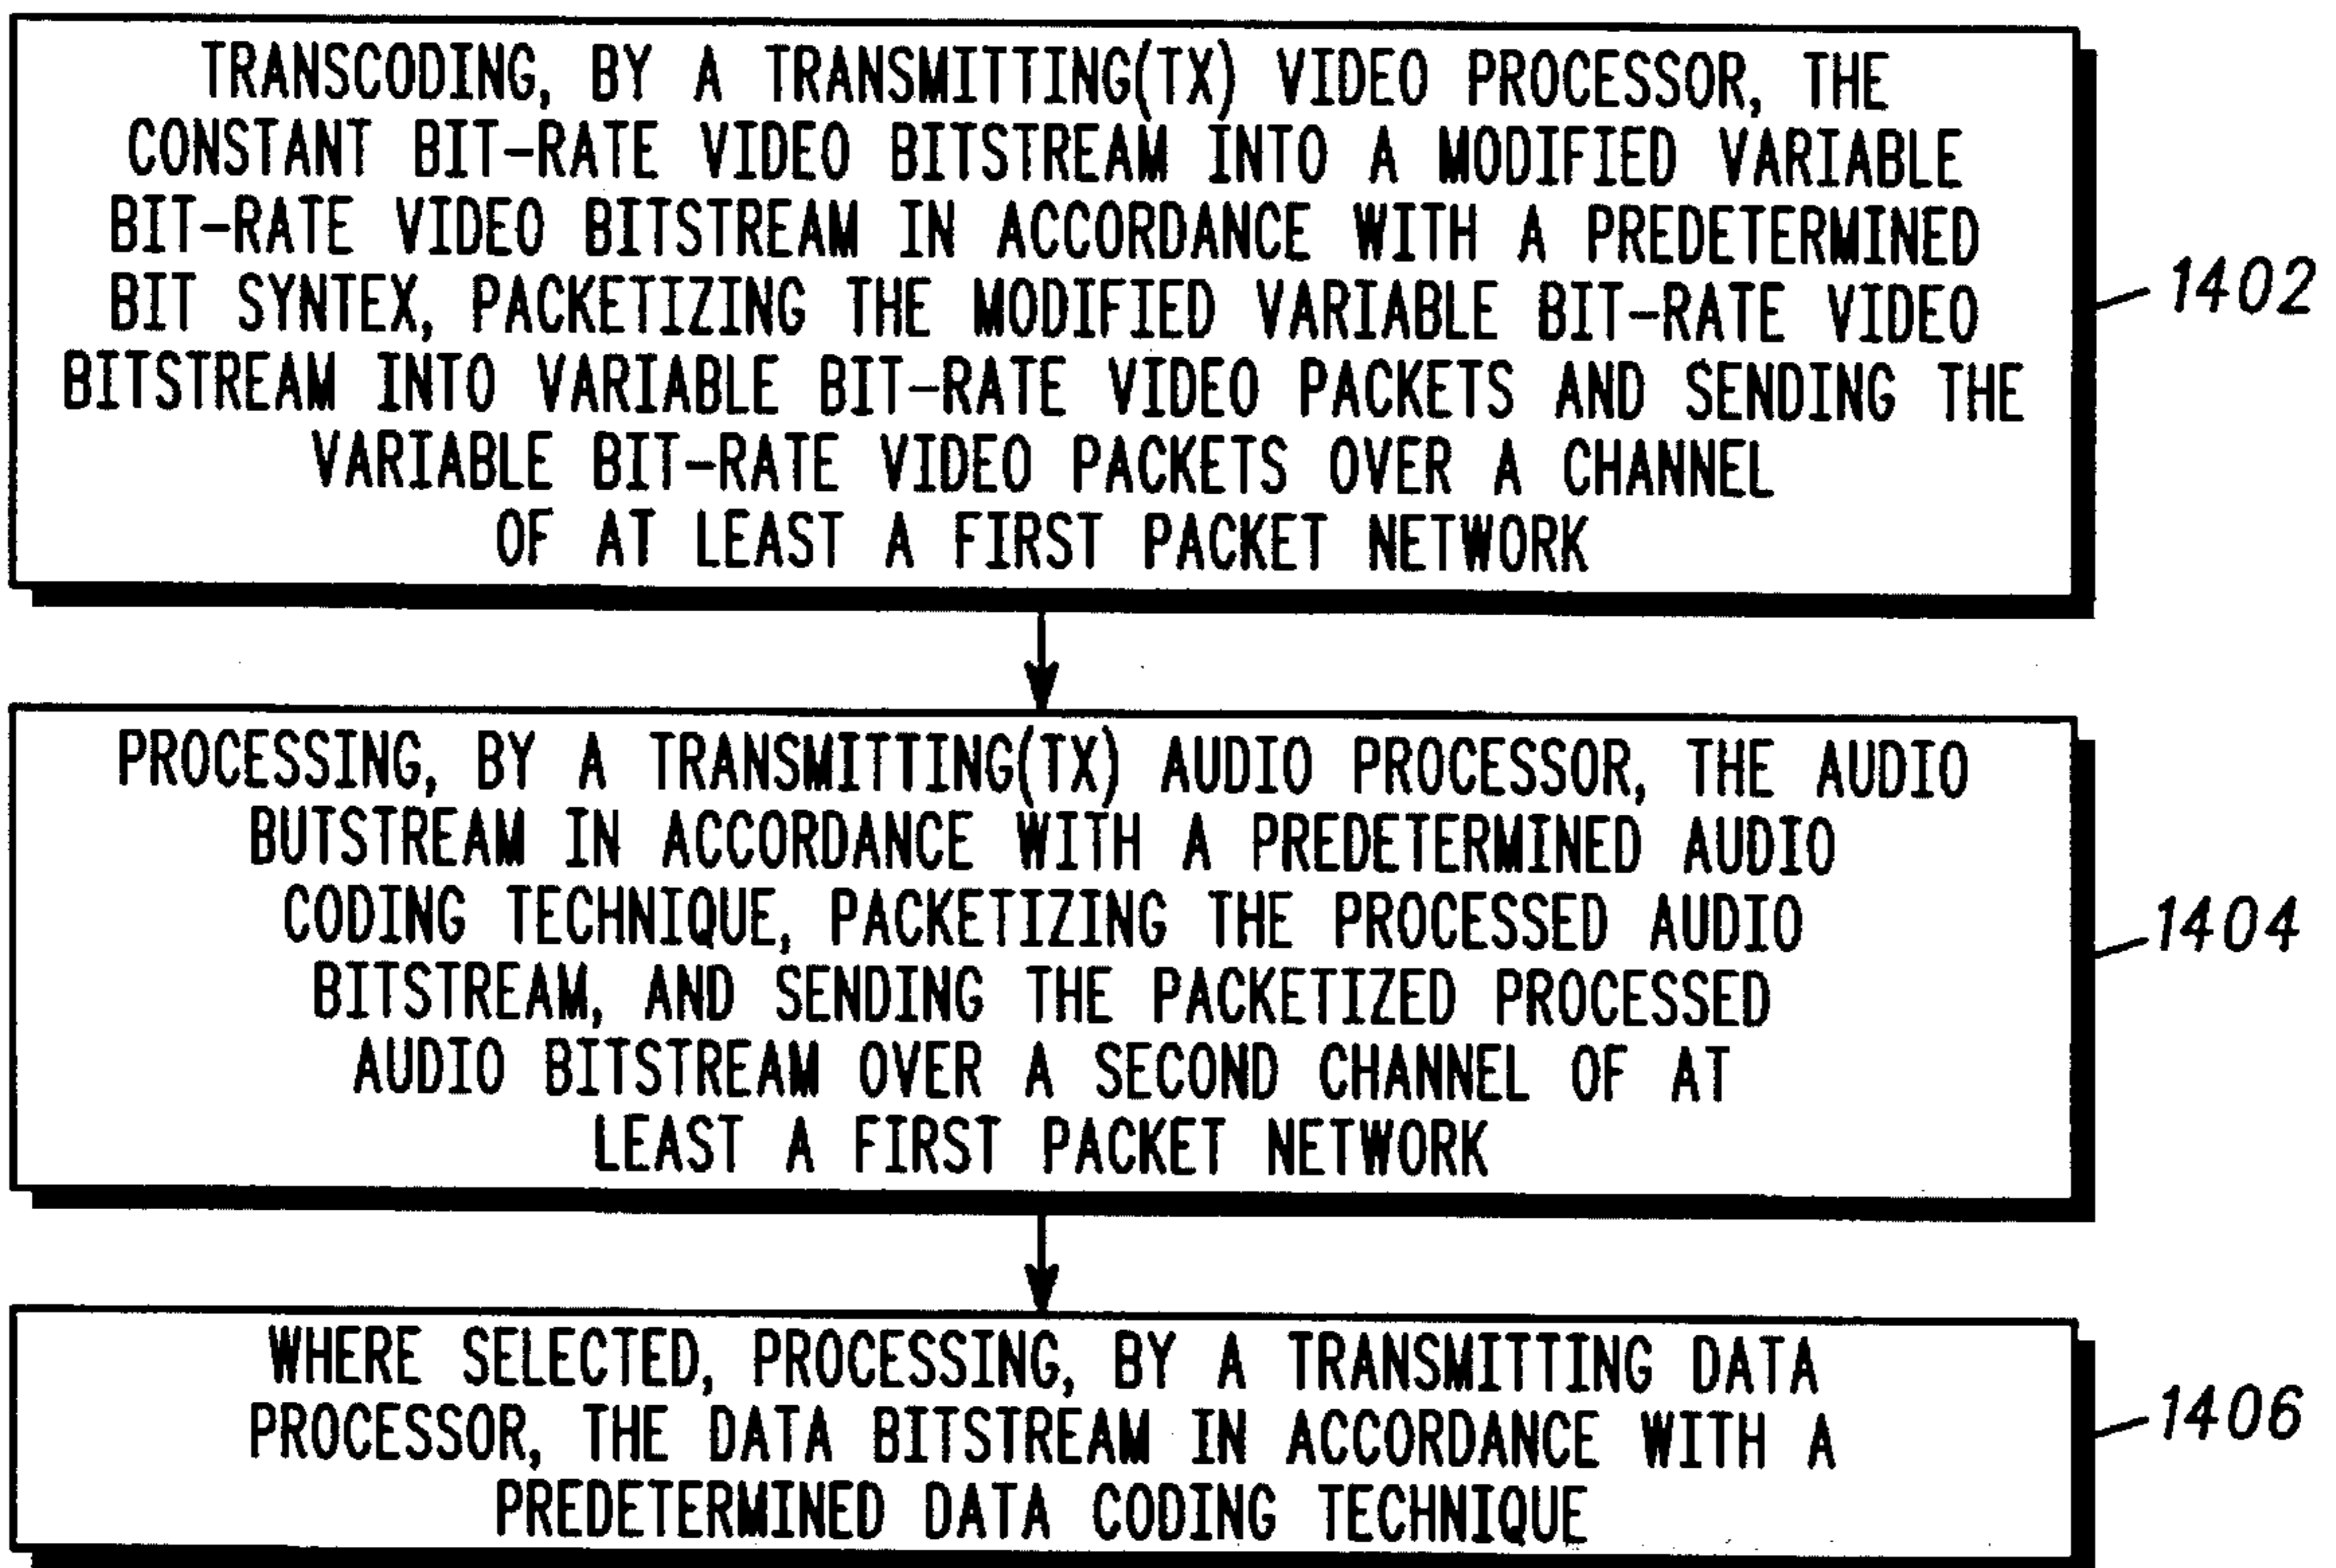 TRANSCODING, BY A TRANSMITTING(TX) VIDEO PROCESSOR, THE
CONSTANT BIT-RATE VIDEO BITSTREAM INTO A MODIFIED VARIABLE
BIT-RATE VIDEO BITSTREAM IN ACCORDANCE WITH A PREDETERMINED
BIT SYNTEX, PACKETIZING THE MODIFIED VARIABLE BIT-RATE VIDEO
BITSTREAM INTO VARIABLE BIT-RATE VIDEO PACKETS AND SENDING THE
VARIABLE BIT-RATE VIDEO PACKETS OVER A CHANNEL
OF AT LEAST A FIRST PACKET NETWORK
1402
PROCESSING, BY A TRANSMITTING(TX) AUDIO PROCESSOR, THE AUDIO
BUTSTREAM IN ACCORDANCE WITH A PREDETERMINED AUDIO
CODING TECHNIQUE, PACKETIZING THE PROCESSED AUDIO
BITSTREAM, AND SENDING THE PACKETIZED PROCESSED
AUDIO BITSTREAM OVER A SECOND CHANNEL OF AT
LEAST A FIRST PACKET NETWORK
1404
WHERE SELECTED, PROCESSING, BY A TRANSMITTING DATA
PROCESSOR, THE DATA BITSTREAM IN ACCORDANCE WITH A
PREDETERMINED DATA CODING TECHNIQUE
1406